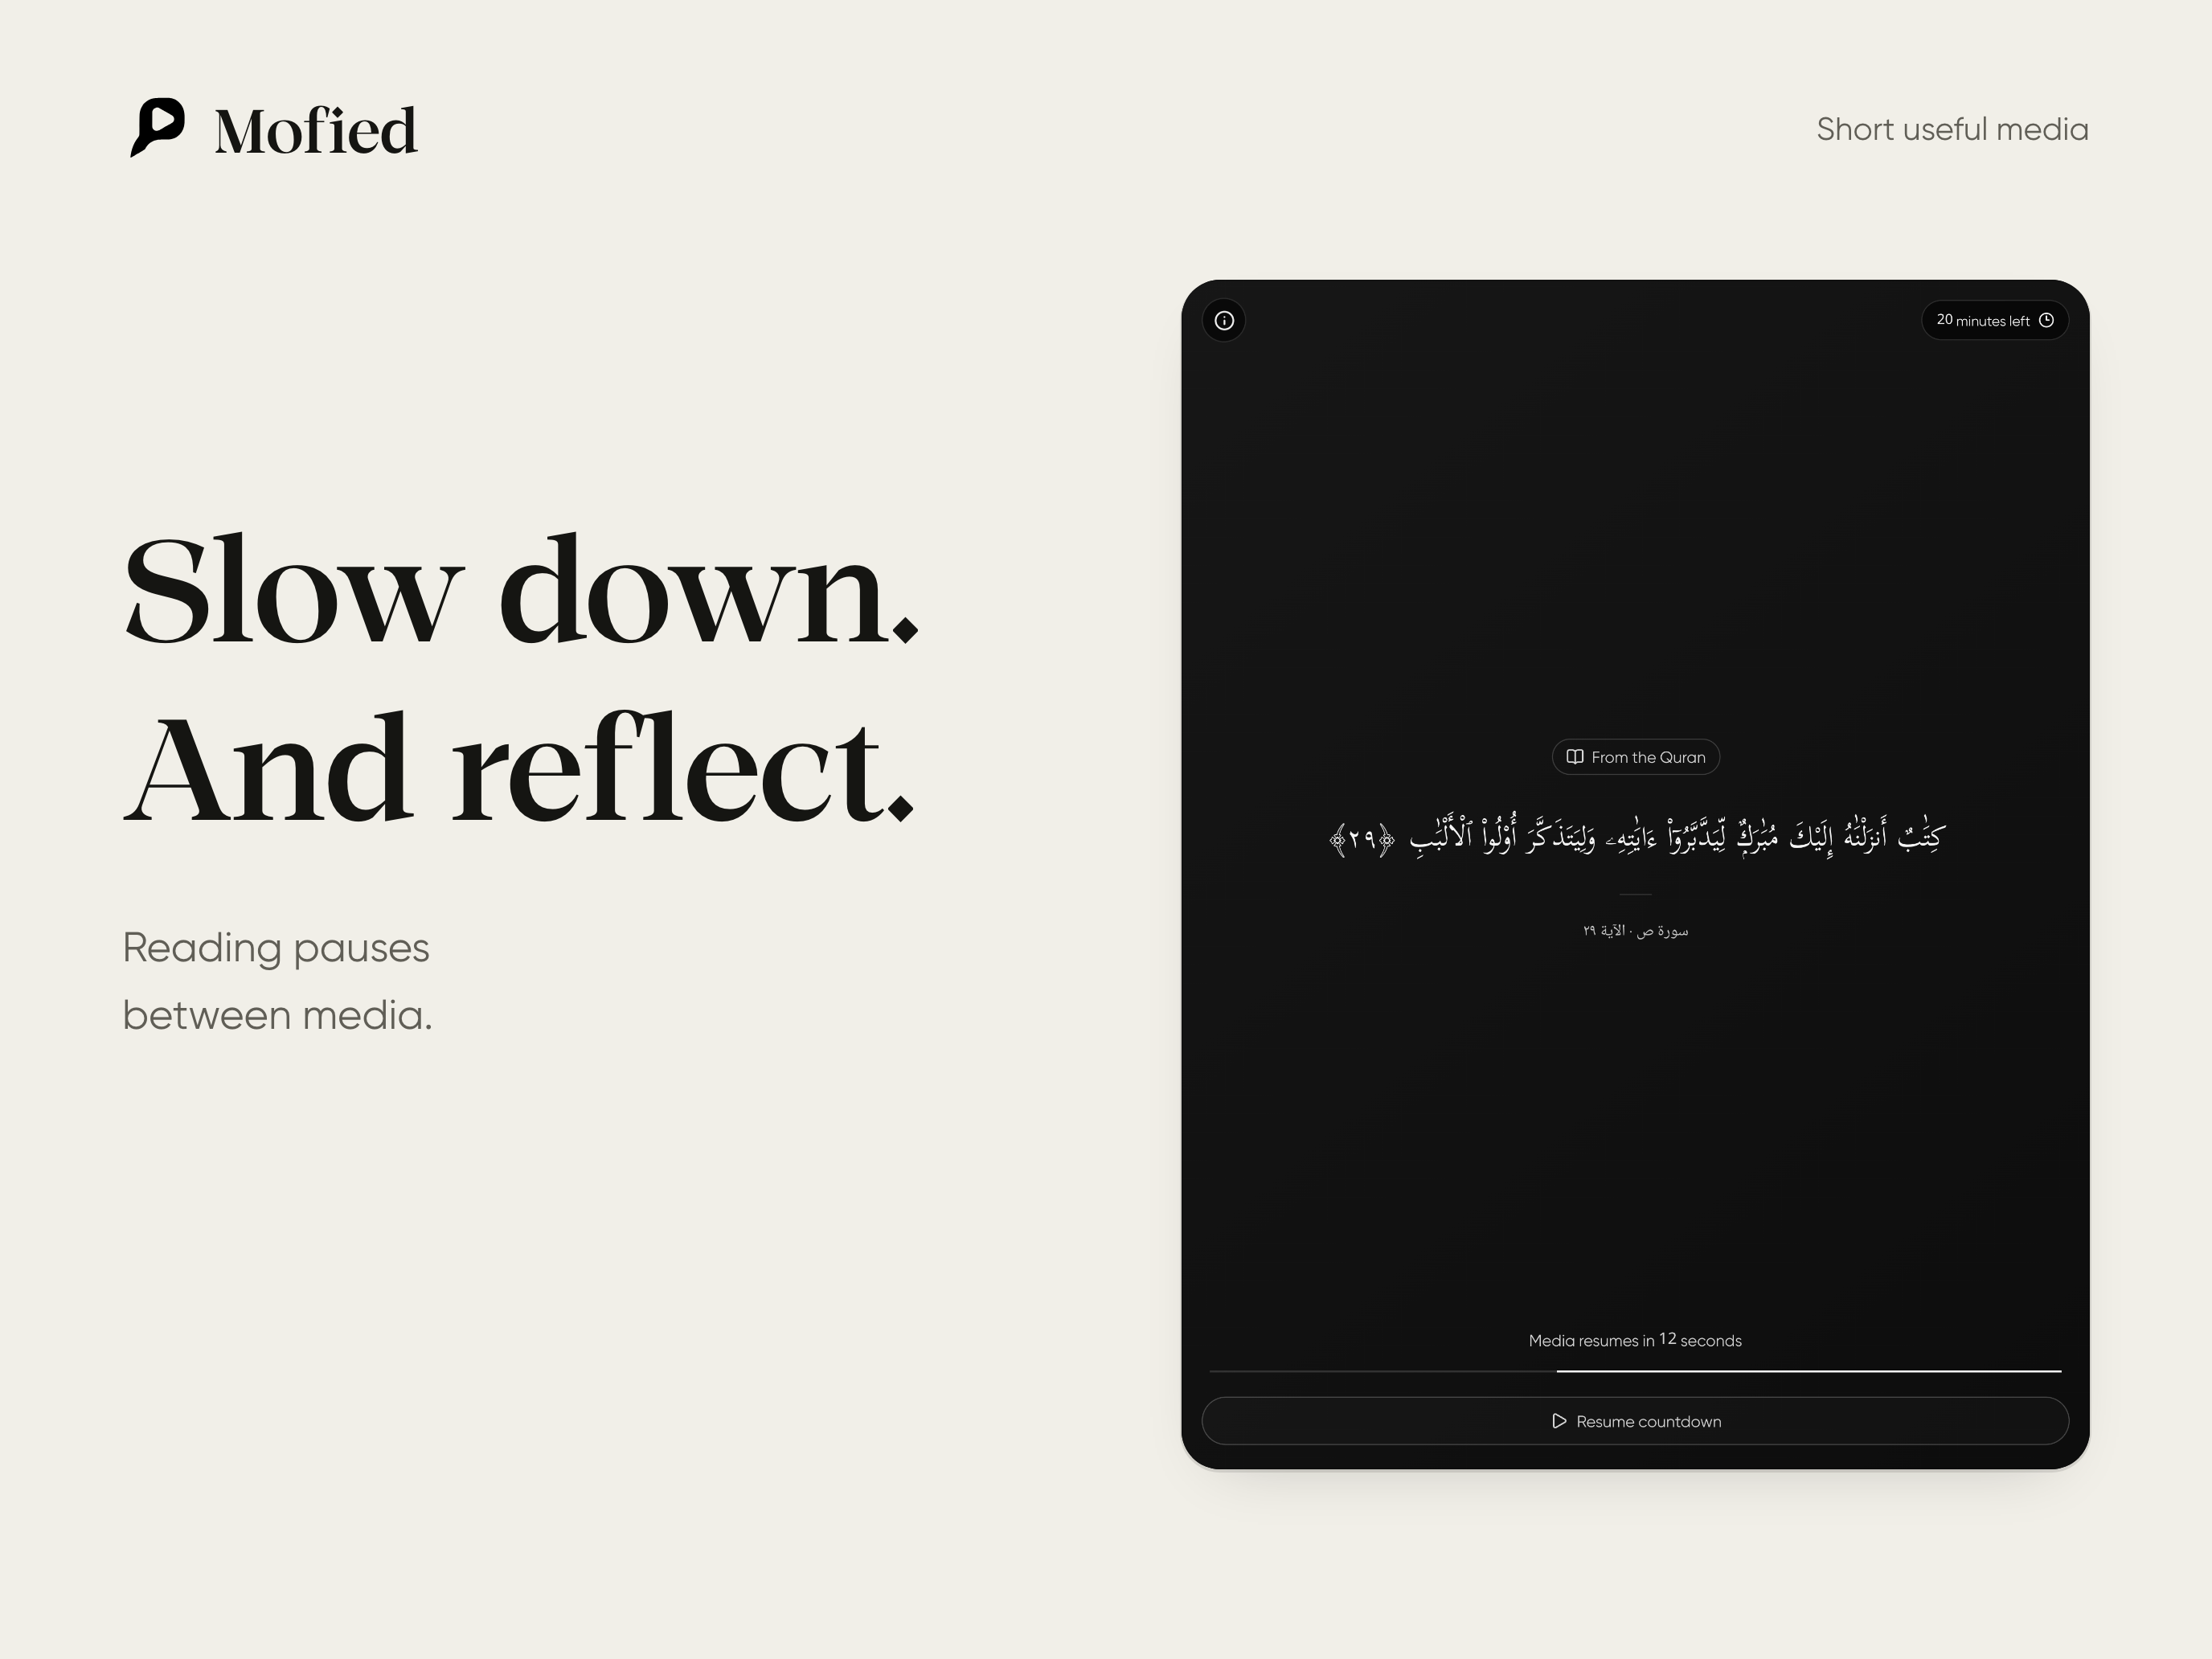 Mofied
Short useful media
Slow down.
And reflect.
Reading pauses
between media.
20 minutes left
From the Quran
كِتَٰبٌ أَنزَلْنَٰهُ إِلَيْكَ مُبَٰرَكٌ لِّيَدَّبَّرُوٓا۟ ءَايَٰتِهِۦ وَلِيَتَذَكَّرَ أُو۟لُوا۟ ٱلْأَلْبَٰبِ ﴿٢٩﴾
سورة ص · الآية ٢٩
Media resumes in 12 seconds
Resume countdown